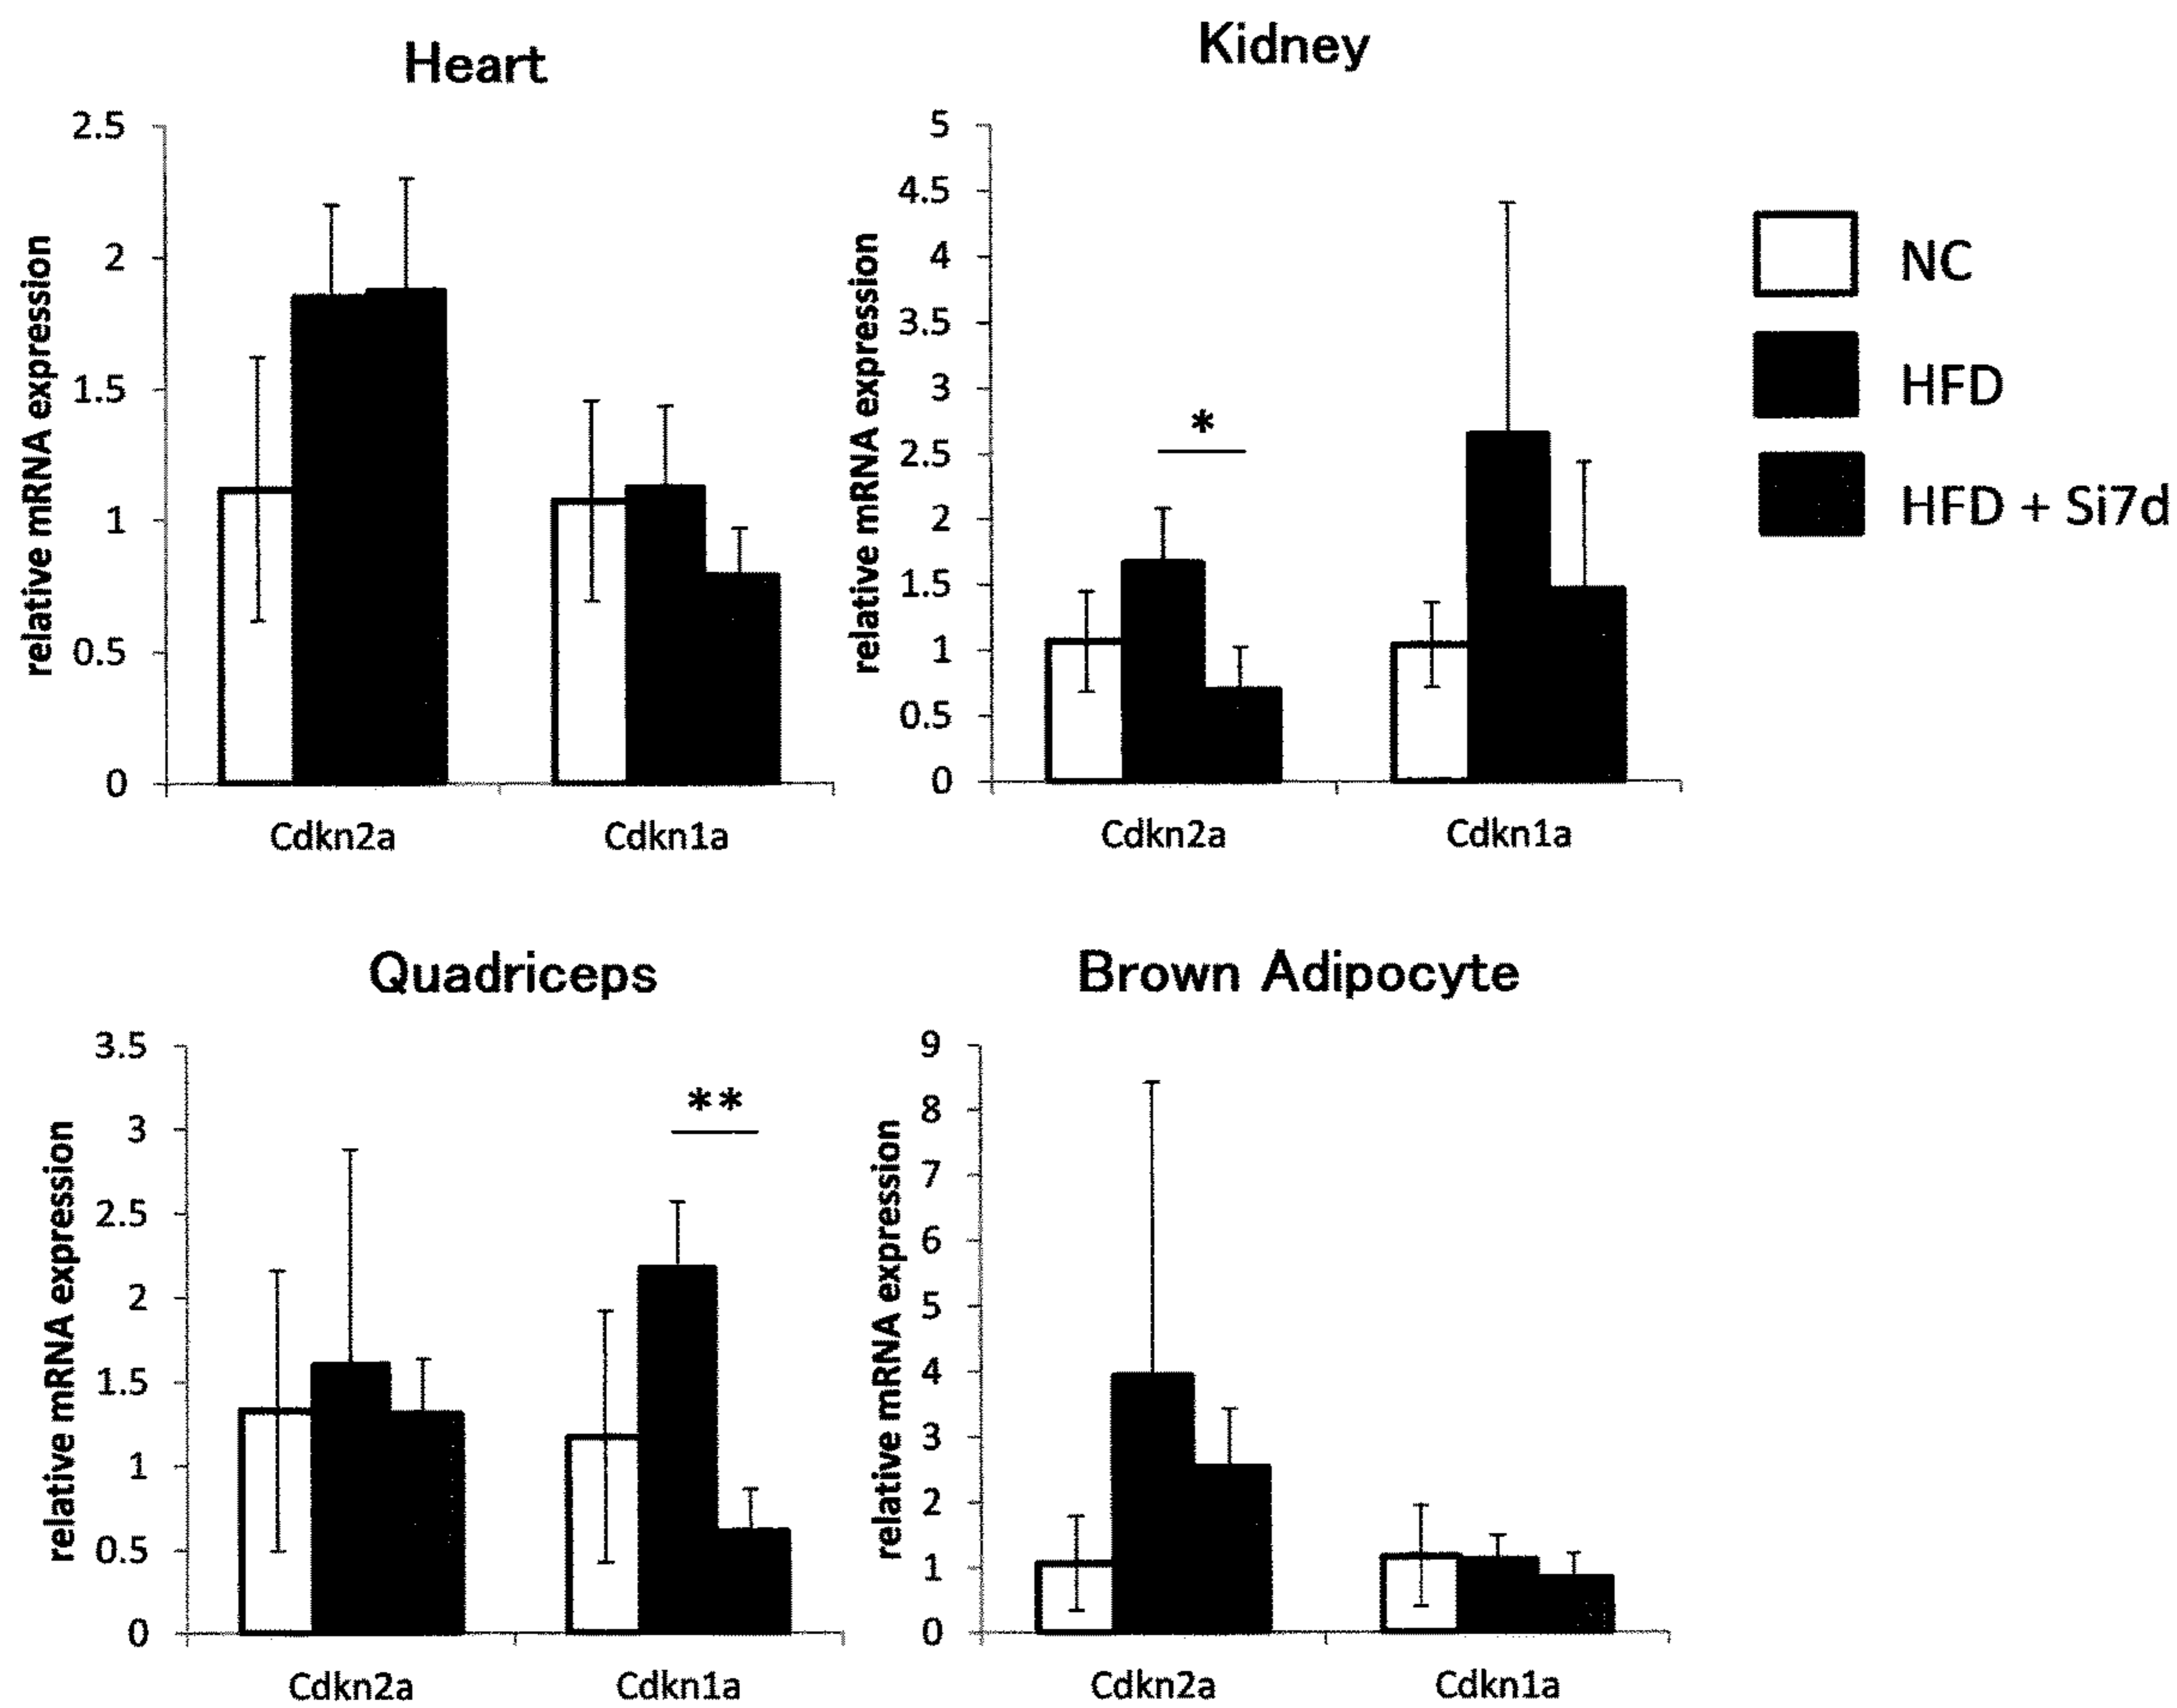 Heart
relative mRNA expression
2.5
2
1.5
1
0.5
0
Cdkn2a Cdkn1a
Kidney
relative mRNA expression
5
4.5
4
3.5
3
2.5
2
1.5
1
0.5
0
*
Cdkn2a Cdkn1a
NC
HFD
HFD + Si7d
Quadriceps
relative mRNA expression
3.5
3
2.5
2
1.5
1
0.5
0
**
Cdkn2a Cdkn1a
Brown Adipocyte
relative mRNA expression
9
8
7
6
5
4
3
2
1
0
Cdkn2a Cdkn1a